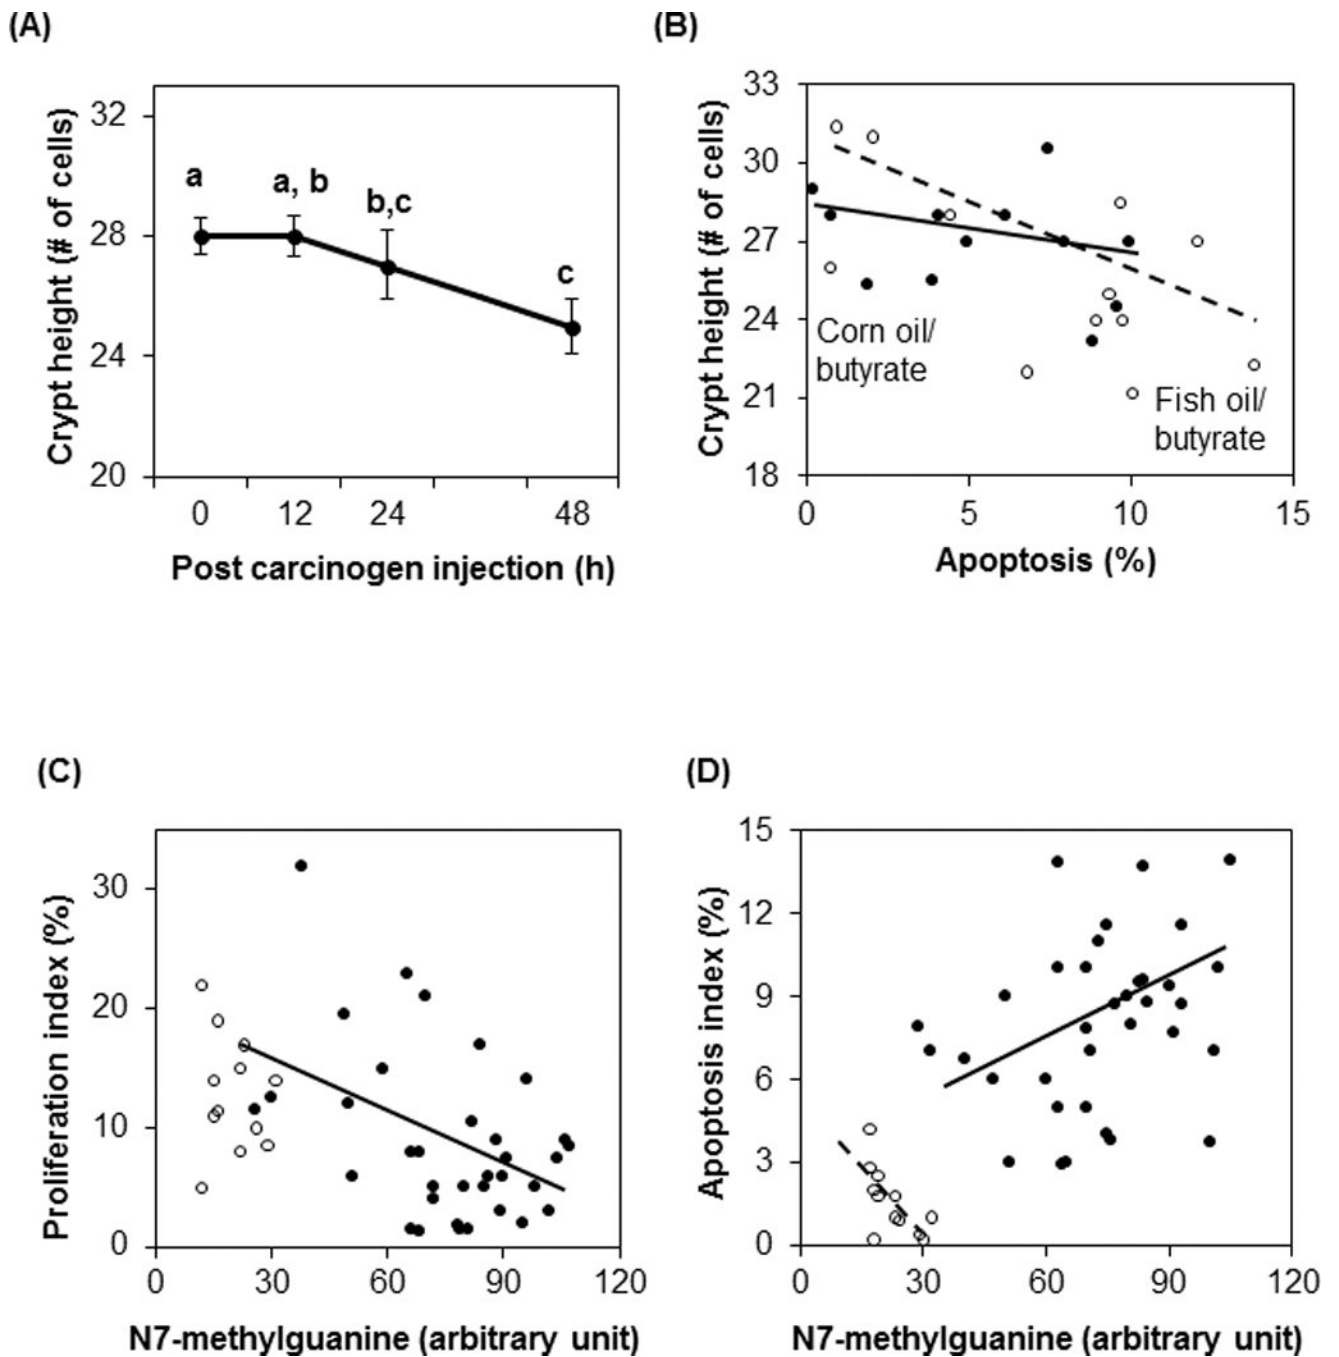 (A)
32
28
24
20
Crypt height (# of cells)
a
a, b
b,c
c
0 12 24 48
Post carcinogen injection (h)
(B)
33
30
27
24
21
18
Crypt height (# of cells)
Corn oil/
butyrate
Fish oil/
butyrate
0 5 10 15
Apoptosis (%)
(C)
30
20
10
0
Proliferation index (%)
0 30 60 90 120
N7-methylguanine (arbitrary unit)
(D)
15
12
9
6
3
0
Apoptosis index (%)
0 30 60 90 120
N7-methylguanine (arbitrary unit)